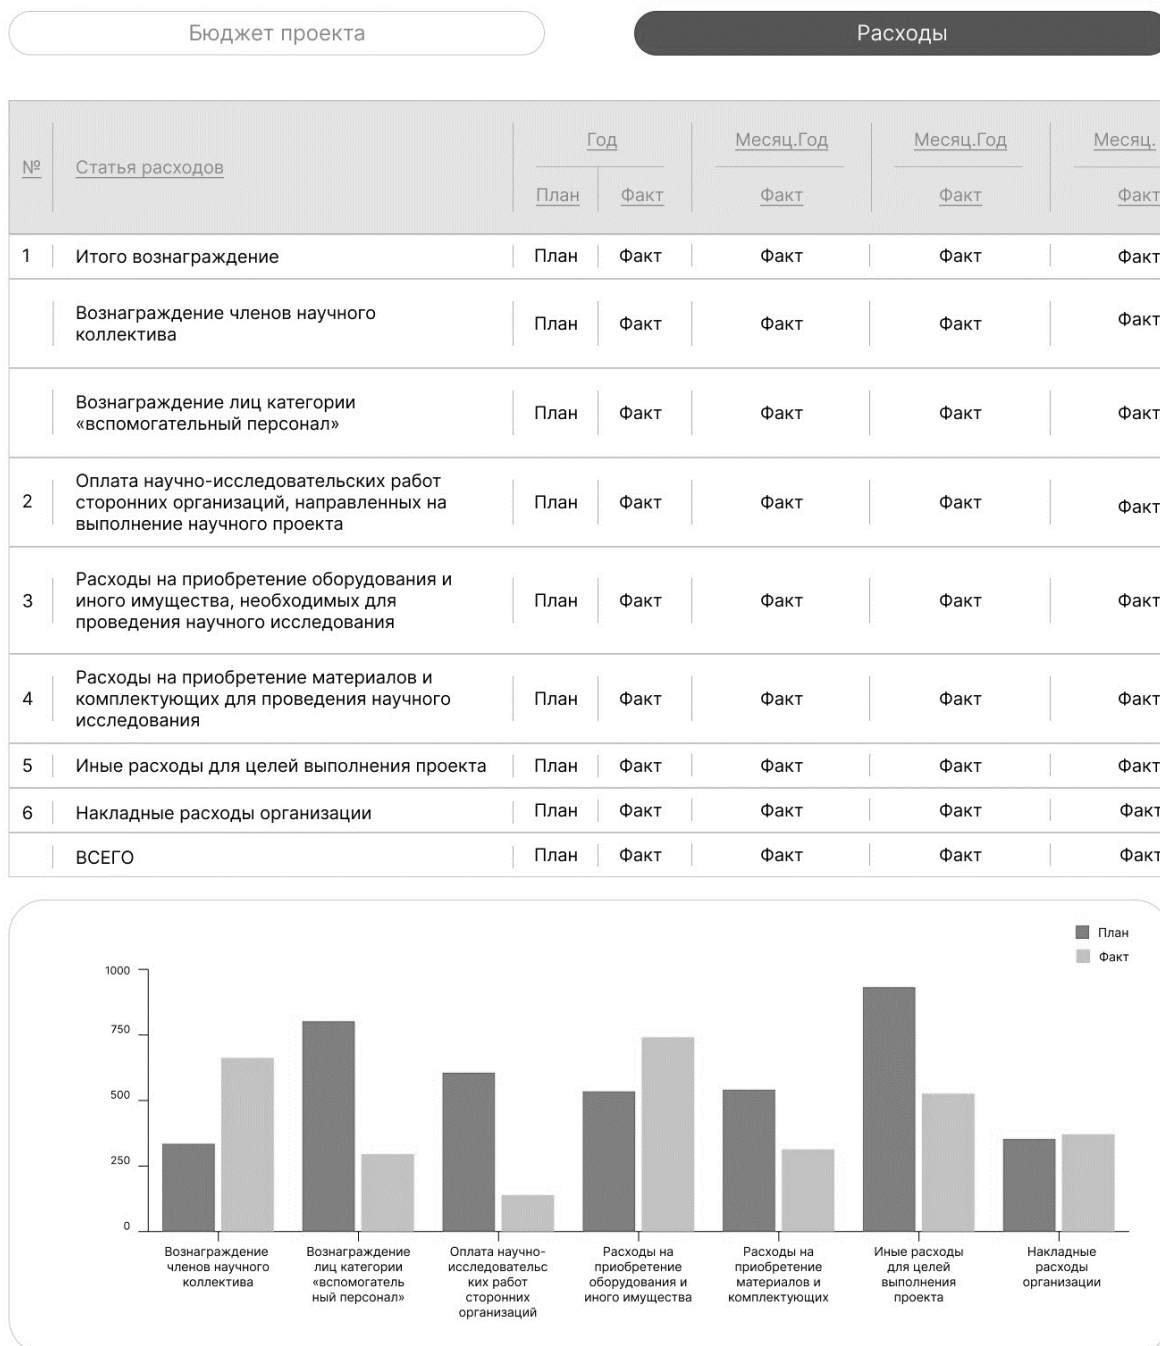 Бюджет проекта
Расходы
№
Статья расходов
Год
Месяц.Год
Месяц.Год
Месяц.
План
Факт
Факт
Факт
Факт
1
Итого вознаграждение
План
Факт
Факт
Факт
Факт
Вознаграждение членов научного
коллектива
План
Факт
Факт
Факт
Факт
Вознаграждение лиц категории
«вспомогательный персонал»
План
Факт
Факт
Факт
Факт
2
Оплата научно-исследовательских работ
сторонних организаций, направленных на
выполнение научного проекта
План
Факт
Факт
Факт
Факт
3
Расходы на приобретение оборудования и
иного имущества, необходимых для
проведения научного исследования
План
Факт
Факт
Факт
Факт
4
Расходы на приобретение материалов и
комплектующих для проведения научного
исследования
План
Факт
Факт
Факт
Факт
5
Иные расходы для целей выполнения проекта
План
Факт
Факт
Факт
Факт
6
Накладные расходы организации
План
Факт
Факт
Факт
Факт
ВСЕГО
План
Факт
Факт
Факт
Факт
План
Факт
1000
750
500
250
0
Вознаграждение
членов научного
коллектива
Вознаграждение
лиц категории
«вспомогатель
ный персонал»
Оплата научно-
исследовательс
ких работ
сторонних
организаций
Расходы на
приобретение
оборудования и
иного имущества
Расходы на
приобретение
материалов и
комплектующих
Иные расходы
для целей
выполнения
проекта
Накладные
расходы
организации